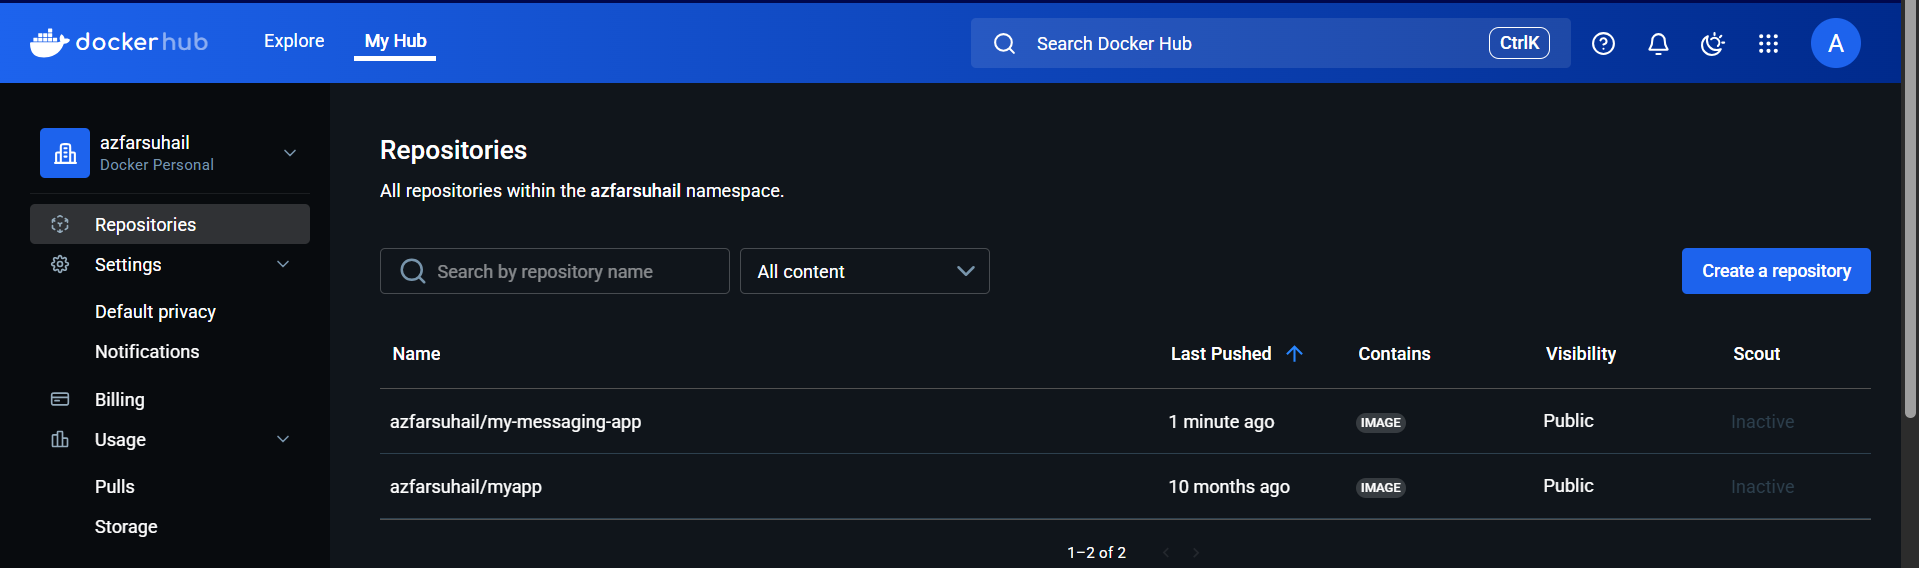 dockerhub Explore My Hub Search Docker Hub CtrlK A
azfarsuhail
Docker Personal
Repositories
Settings
Default privacy
Notifications
Billing
Usage
Pulls
Storage
Repositories
All repositories within the azfarsuhail namespace.
Search by repository name All content Create a repository
Name Last Pushed Contains Visibility Scout
azfarsuhail/my-messaging-app 1 minute ago IMAGE Public Inactive
azfarsuhail/myapp 10 months ago IMAGE Public Inactive
1–2 of 2